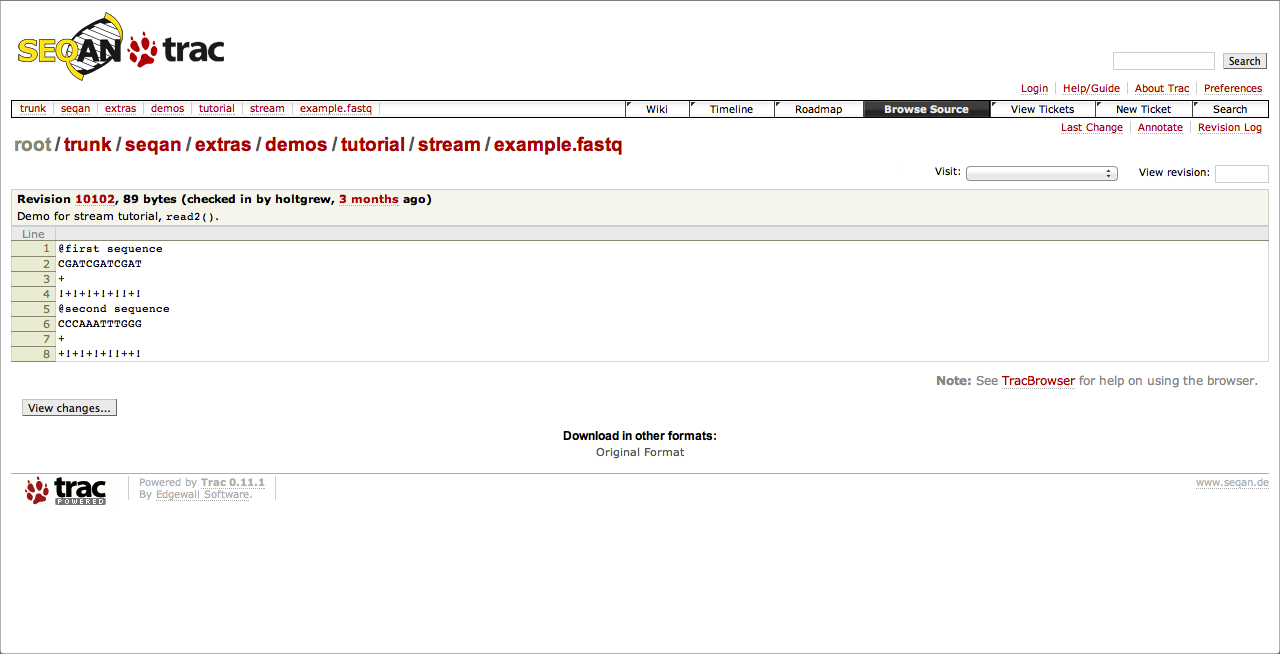 SEQAN trac
Search
Login Help/Guide About Trac Preferences
trunk seqan extras demos tutorial stream example.fastq Wiki Timeline Roadmap Browse Source View Tickets New Ticket Search
Last Change Annotate Revision Log
root / trunk / seqan / extras / demos / tutorial / stream / example.fastq
Visit: View revision:
Revision 10102, 89 bytes (checked in by holtgrew, 3 months ago)
Demo for stream tutorial, read2().
Line
1 @first sequence
2 CGATCGATCGAT
3 +
4 !+!+!+!+!!+!
5 @second sequence
6 CCCAAATTTGGG
7 +
8 +!+!+!+!!++!
Note: See TracBrowser for help on using the browser.
View changes...
Download in other formats:
Original Format
trac POWERED
Powered by Trac 0.11.1
By Edgewall Software.
www.seqan.de